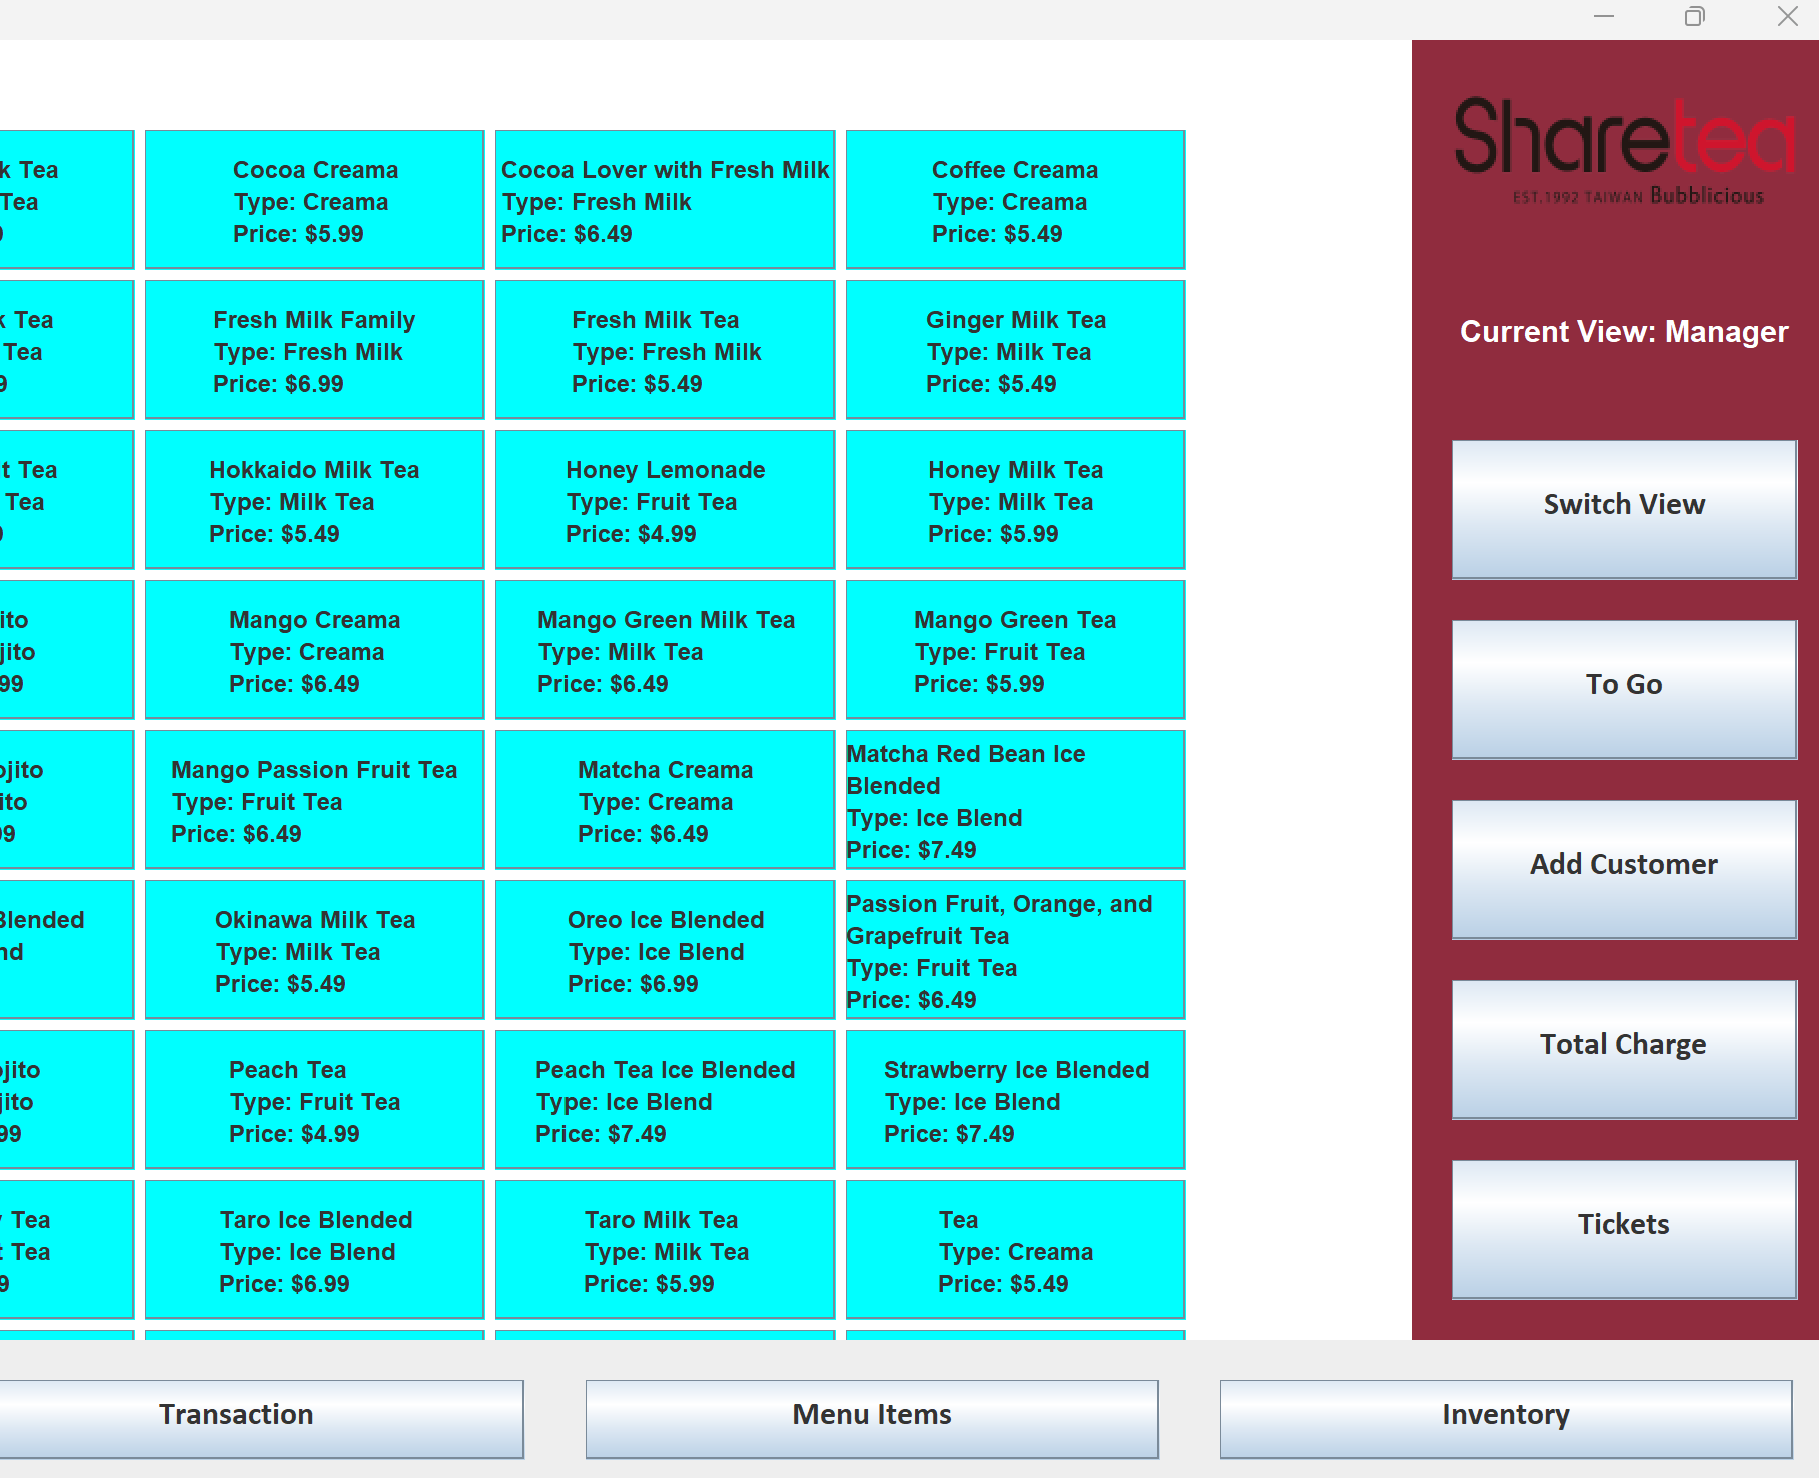 Sharetea
EST.1992 TAIWAN Bubblicious
Current View: Manager
k Tea
Tea
Cocoa Creama
Type: Creama
Price: $5.99
Cocoa Lover with Fresh Milk
Type: Fresh Milk
Price: $6.49
Coffee Creama
Type: Creama
Price: $5.49
k Tea
Tea
9
Fresh Milk Family
Type: Fresh Milk
Price: $6.99
Fresh Milk Tea
Type: Fresh Milk
Price: $5.49
Ginger Milk Tea
Type: Milk Tea
Price: $5.49
t Tea
Tea
Hokkaido Milk Tea
Type: Milk Tea
Price: $5.49
Honey Lemonade
Type: Fruit Tea
Price: $4.99
Honey Milk Tea
Type: Milk Tea
Price: $5.99
ito
jito
99
Mango Creama
Type: Creama
Price: $6.49
Mango Green Milk Tea
Type: Milk Tea
Price: $6.49
Mango Green Tea
Type: Fruit Tea
Price: $5.99
ojito
ito
99
Mango Passion Fruit Tea
Type: Fruit Tea
Price: $6.49
Matcha Creama
Type: Creama
Price: $6.49
Matcha Red Bean Ice
Blended
Type: Ice Blend
Price: $7.49
Blended
nd
Okinawa Milk Tea
Type: Milk Tea
Price: $5.49
Oreo Ice Blended
Type: Ice Blend
Price: $6.99
Passion Fruit, Orange, and
Grapefruit Tea
Type: Fruit Tea
Price: $6.49
ojito
jito
99
Peach Tea
Type: Fruit Tea
Price: $4.99
Peach Tea Ice Blended
Type: Ice Blend
Price: $7.49
Strawberry Ice Blended
Type: Ice Blend
Price: $7.49
y Tea
t Tea
9
Taro Ice Blended
Type: Ice Blend
Price: $6.99
Taro Milk Tea
Type: Milk Tea
Price: $5.99
Tea
Type: Creama
Price: $5.49
Switch View
To Go
Add Customer
Total Charge
Tickets
Transaction
Menu Items
Inventory